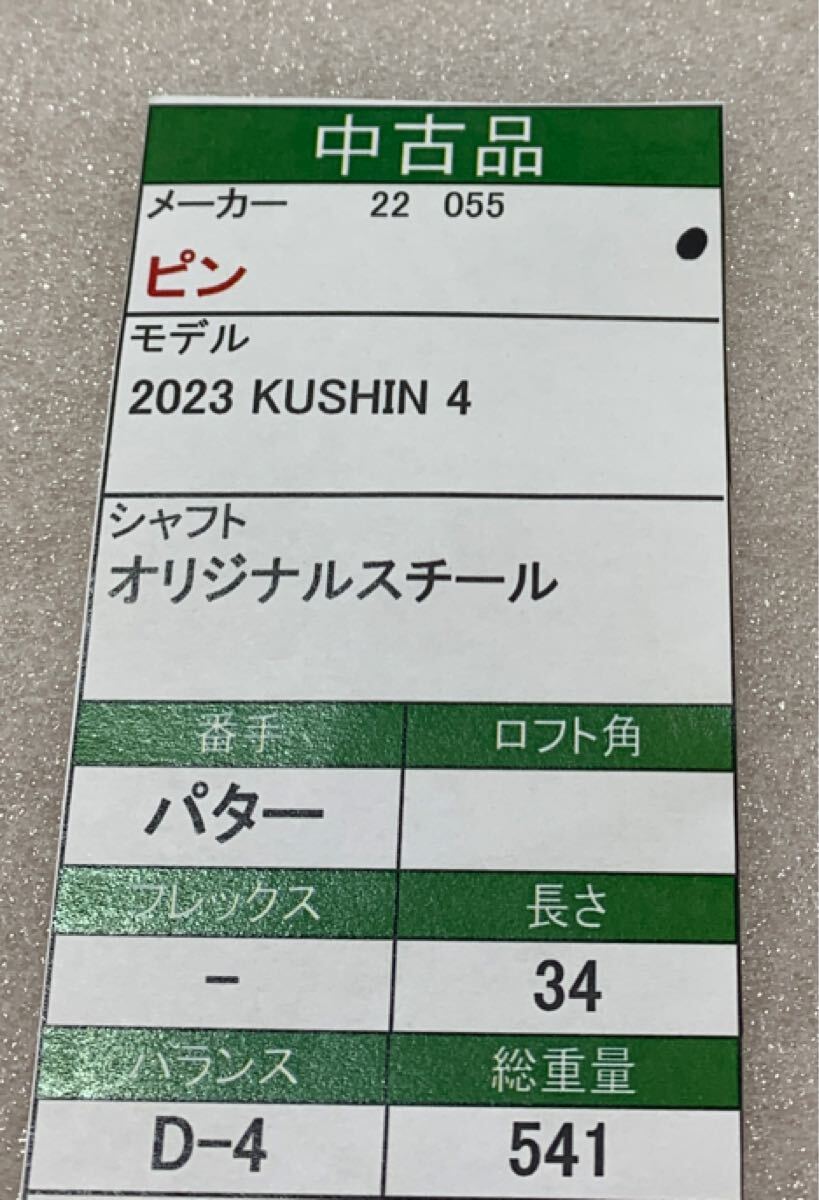 中古品
メーカー 22 055
ピン
モデル
2023 KUSHIN 4
シャフト
オリジナルスチール
番手 ロフト角
パター
フレックス 長さ
- 34
バランス 総重量
D-4 541